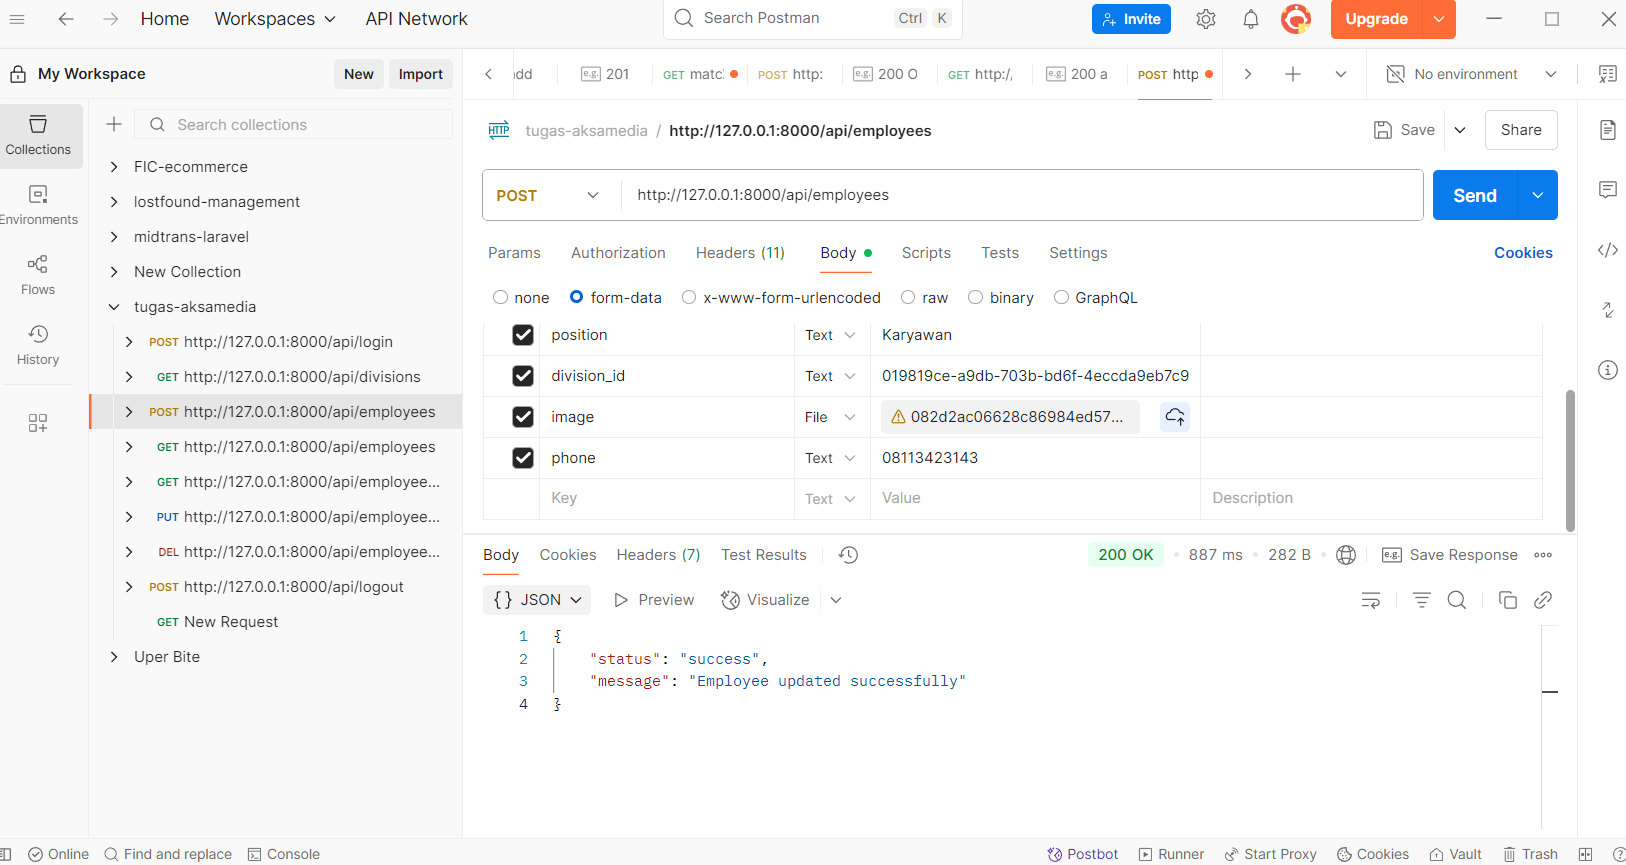 Home Workspaces API Network Search Postman Ctrl K Invite Upgrade
My Workspace New Import
dd e.g. 201 GET matc POST http: e.g. 200 O GET http:/ e.g. 200 a POST http No environment
Collections
Environments
Flows
History
Search collections
FIC-ecommerce
lostfound-management
midtrans-laravel
New Collection
tugas-aksamedia
POST http://127.0.0.1:8000/api/login
GET http://127.0.0.1:8000/api/divisions
POST http://127.0.0.1:8000/api/employees
GET http://127.0.0.1:8000/api/employees
GET http://127.0.0.1:8000/api/employee...
PUT http://127.0.0.1:8000/api/employee...
DEL http://127.0.0.1:8000/api/employee...
POST http://127.0.0.1:8000/api/logout
GET New Request
Uper Bite
HTTP tugas-aksamedia / http://127.0.0.1:8000/api/employees Save Share
POST http://127.0.0.1:8000/api/employees Send
Params Authorization Headers (11) Body Scripts Tests Settings Cookies
none form-data x-www-form-urlencoded raw binary GraphQL
position Text Karyawan
division_id Text 019819ce-a9db-703b-bd6f-4eccda9eb7c9
image File 082d2ac06628c86984ed57...
phone Text 08113423143
Key Text Value Description
Body Cookies Headers (7) Test Results 200 OK 887 ms 282 B e.g. Save Response
{} JSON Preview Visualize
1 {
2 "status": "success",
3 "message": "Employee updated successfully"
4 }
Online Find and replace Console Postbot Runner Start Proxy Cookies Vault Trash